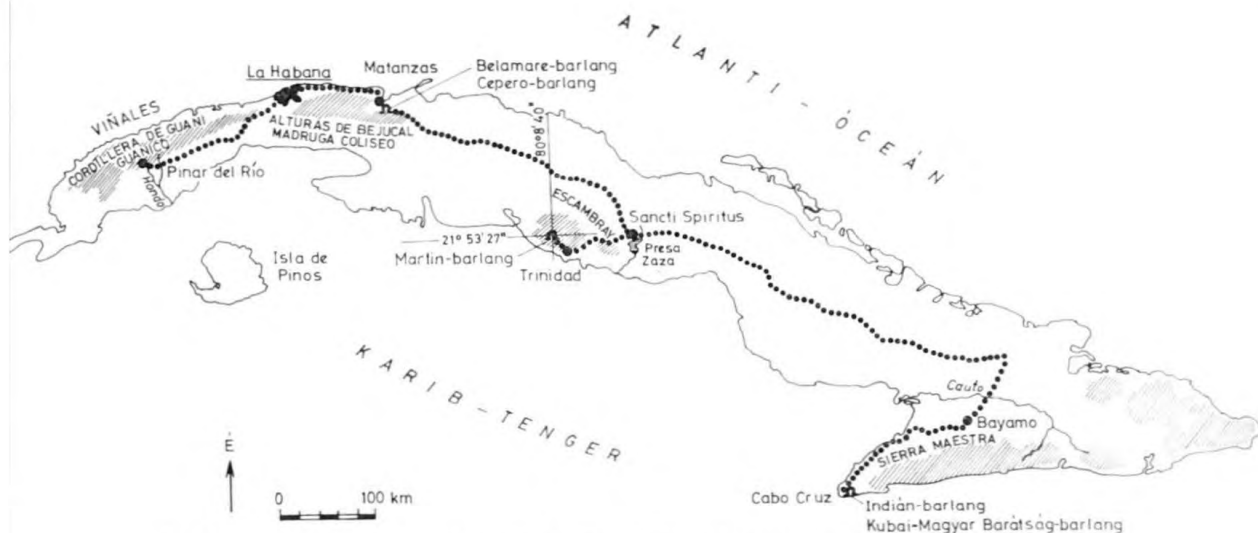 ATLANTI-ÓCEÁN
La Habana
Matanzas
Belamare-barlang
Cepero-barlang
VIÑALES
CORDILLERA DE GUANI
GUANICO
ALTURAS DE BEJUCAL
MADRUGA COLISEO
80° 8' 40"
Pinar del Río
Hondo
ESCAMBRAY
Sancti Spiritus
21° 53' 27"
Presa
Zaza
Martin-barlang
Trinidad
Isla de
Pinos
KARIB-TENGER
Cauto
Bayamo
SIERRA MAESTRA
É
0 100 km
Cabo Cruz
Indián-barlang
Kubai-Magyar Barátság-barlang